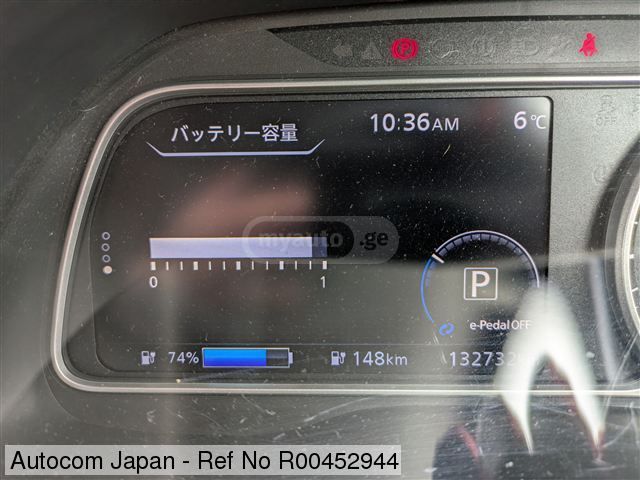 バッテリー容量
10:36AM
6℃
myauto.ge
0 1
P
e-Pedal OFF
74%
148km
Autocom Japan - Ref No R00452944